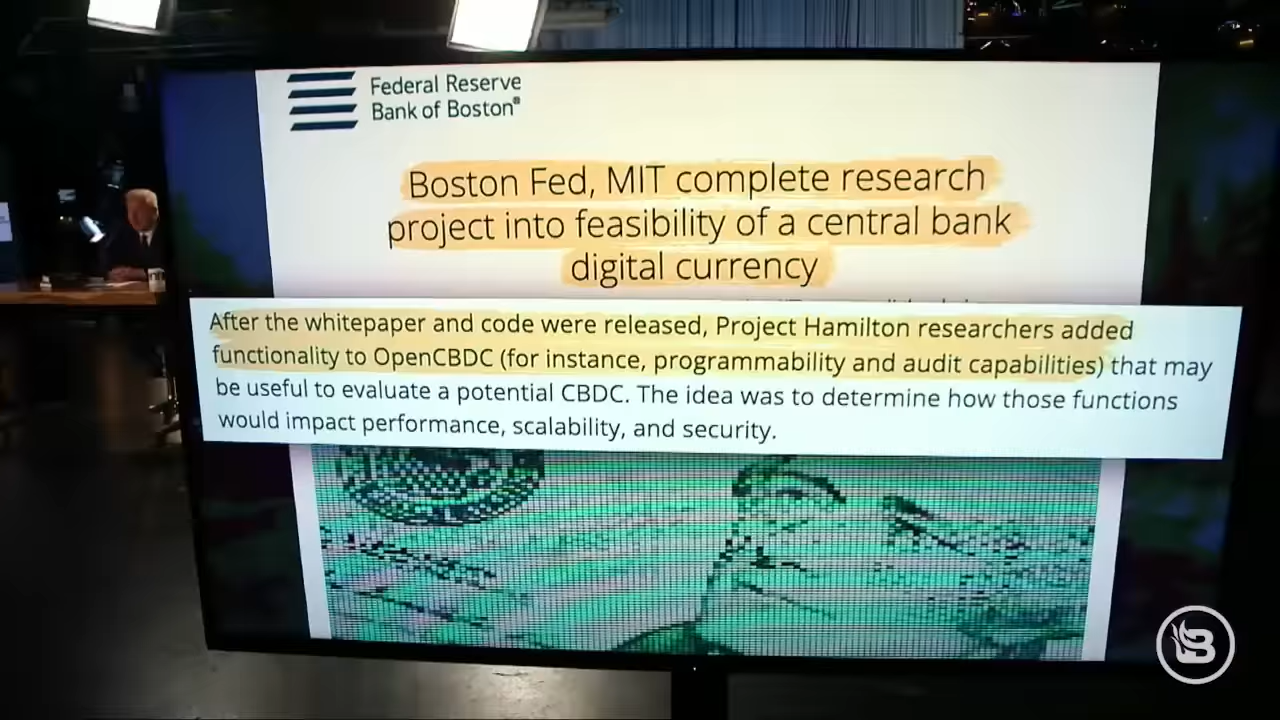 Federal Reserve
Bank of Boston®
Boston Fed, MIT complete research
project into feasibility of a central bank
digital currency
After the whitepaper and code were released, Project Hamilton researchers added
functionality to OpenCBDC (for instance, programmability and audit capabilities) that may
be useful to evaluate a potential CBDC. The idea was to determine how those functions
would impact performance, scalability, and security.
B